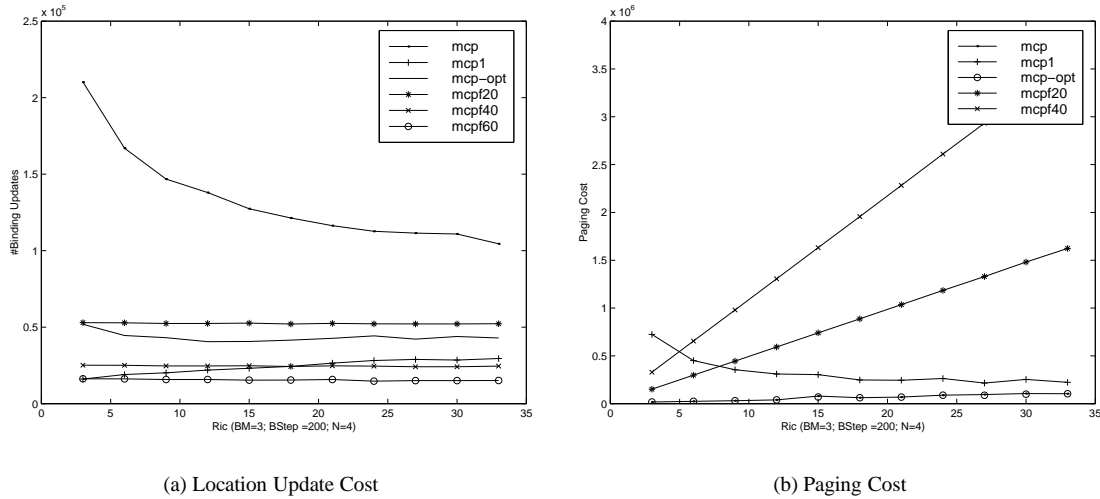 x 10^5
2.5
2
1.5
1
0.5
0
0 5 10 15 20 25 30 35
#Binding Updates
Ric (BM=3; BStep =200; N=4)
mcp
mcp1
mcp-opt
mcpf20
mcpf40
mcpf60
(a) Location Update Cost
x 10^6
4
3.5
3
2.5
2
1.5
1
0.5
0
0 5 10 15 20 25 30 35
Paging Cost
Ric (BM=3; BStep =200; N=4)
mcp
mcp1
mcp-opt
mcpf20
mcpf40
(b) Paging Cost